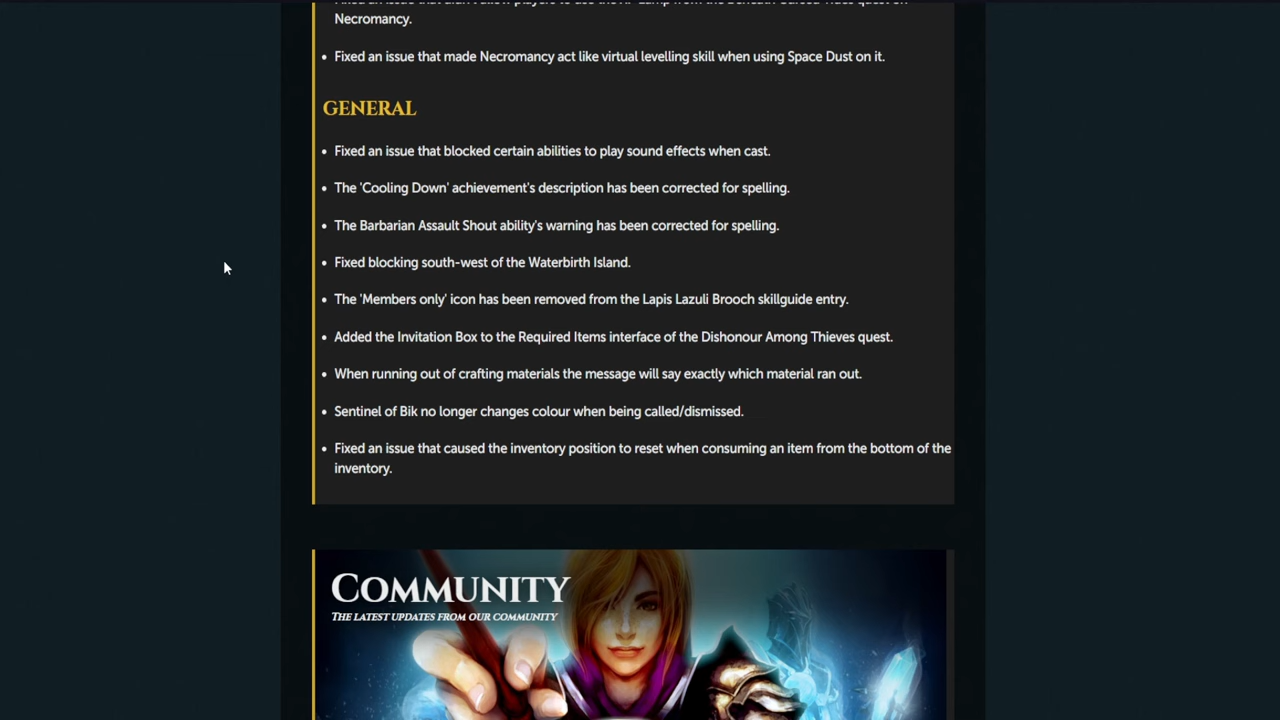 Necromancy.
• Fixed an issue that made Necromancy act like virtual levelling skill when using Space Dust on it.
GENERAL
• Fixed an issue that blocked certain abilities to play sound effects when cast.
• The 'Cooling Down' achievement's description has been corrected for spelling.
• The Barbarian Assault Shout ability's warning has been corrected for spelling.
• Fixed blocking south-west of the Waterbirth Island.
• The 'Members only' icon has been removed from the Lapis Lazuli Brooch skillguide entry.
• Added the Invitation Box to the Required Items interface of the Dishonour Among Thieves quest.
• When running out of crafting materials the message will say exactly which material ran out.
• Sentinel of Bik no longer changes colour when being called/dismissed.
• Fixed an issue that caused the inventory position to reset when consuming an item from the bottom of the
inventory.
COMMUNITY
THE LATEST UPDATES FROM OUR COMMUNITY